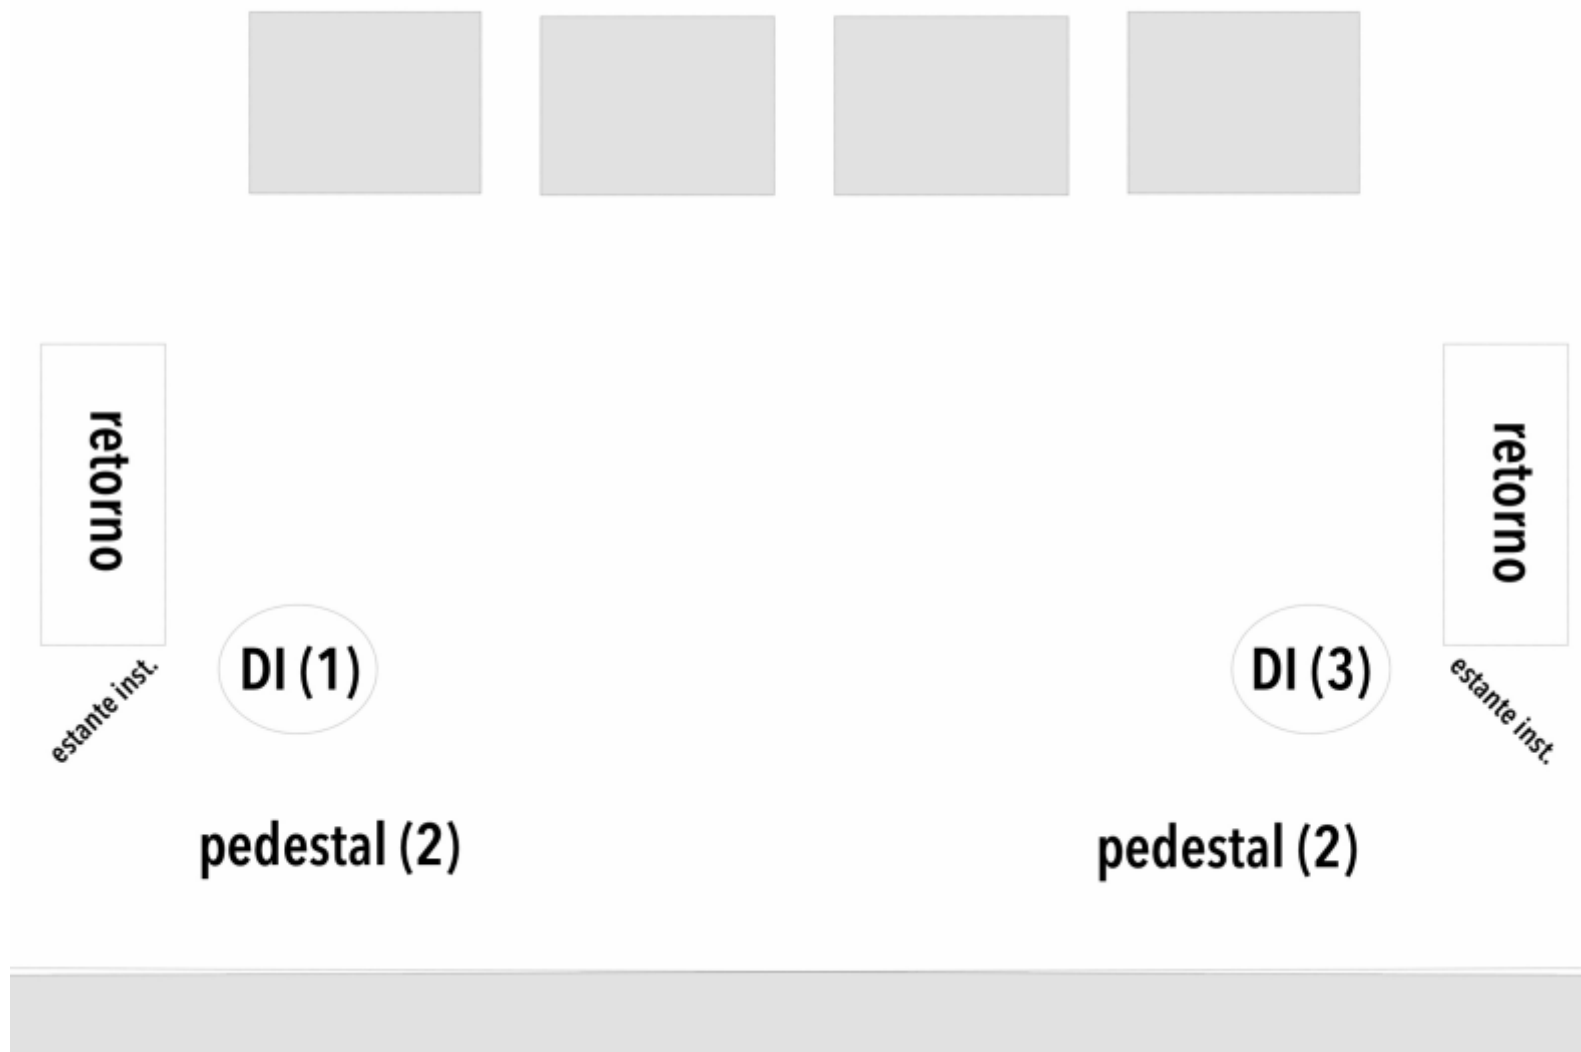 retorno
retorno
DI (1)
DI (3)
estante inst.
estante inst.
pedestal (2)
pedestal (2)